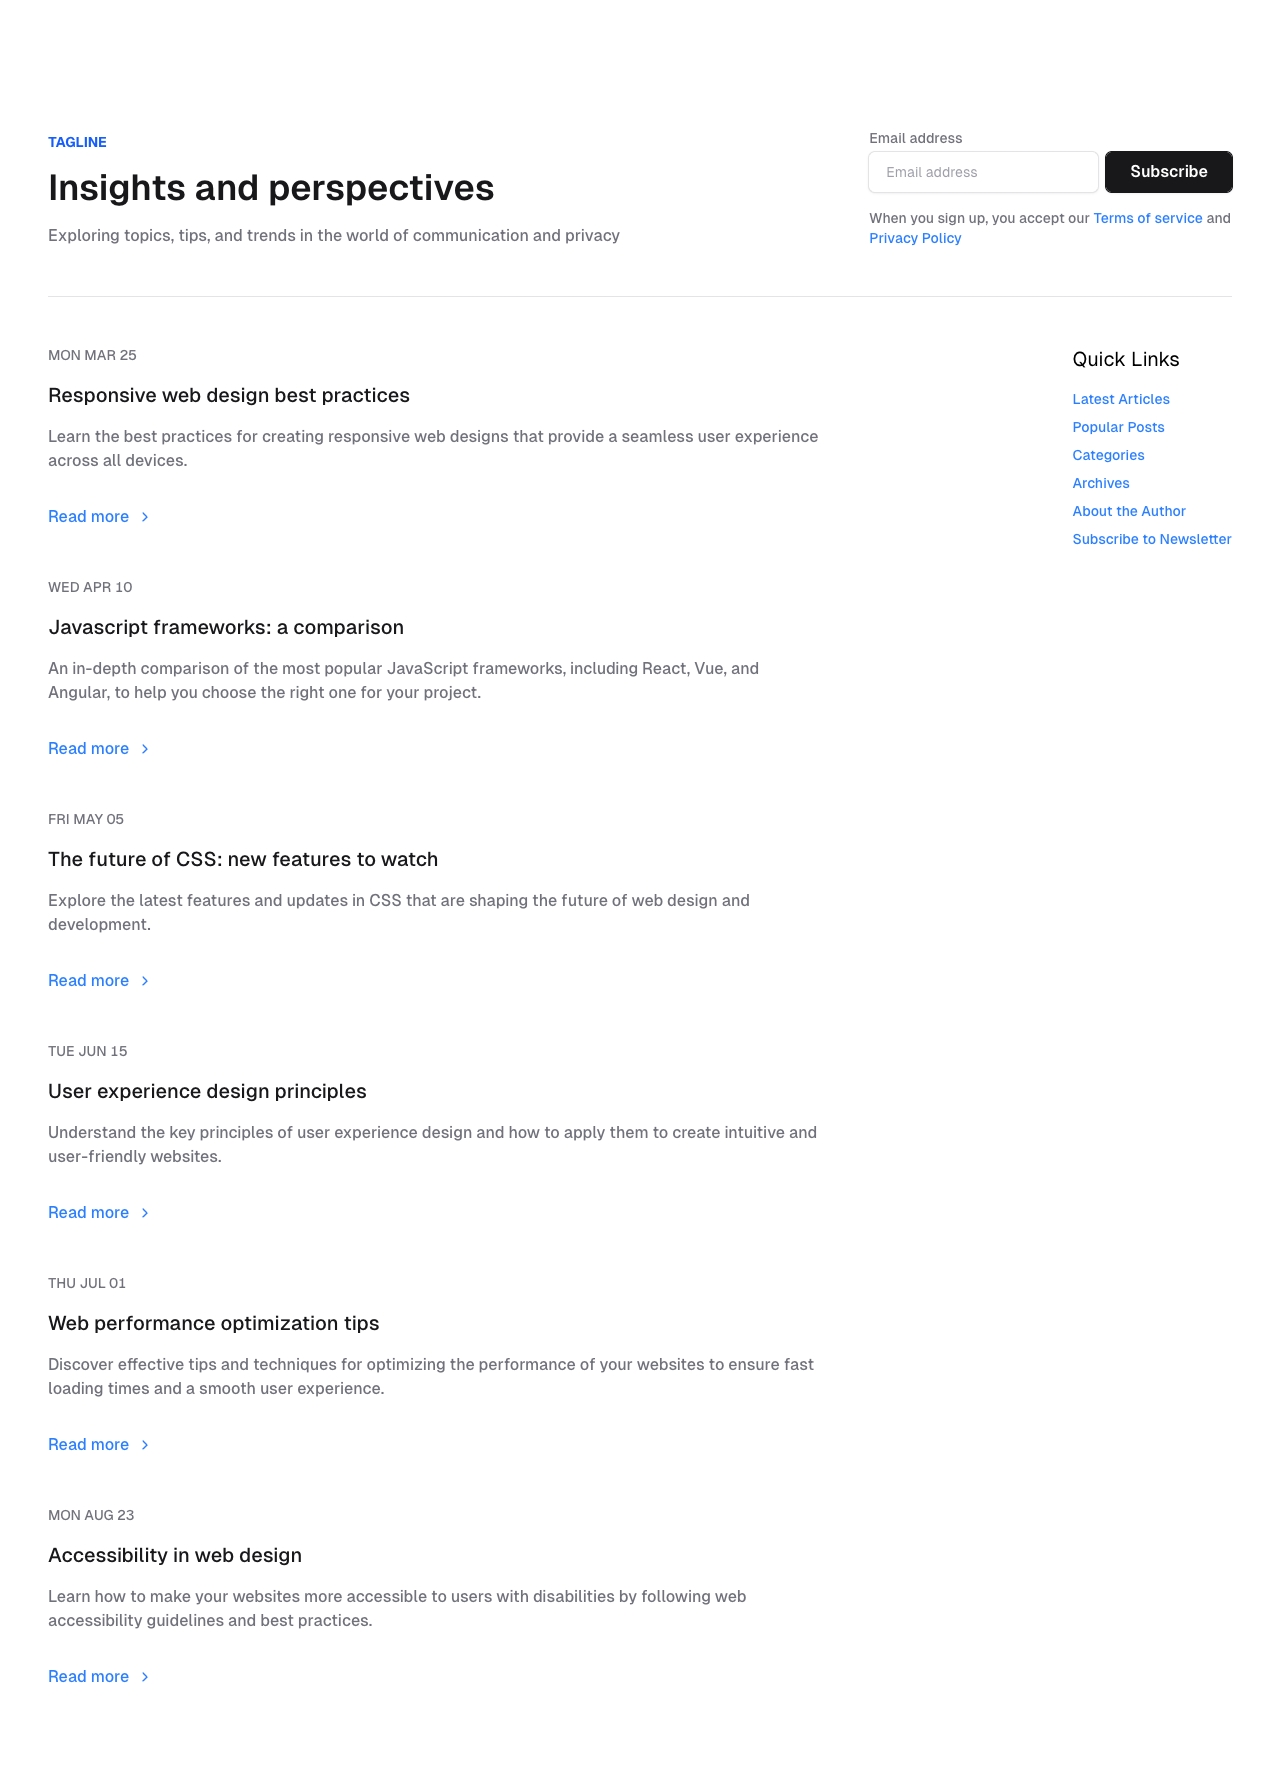 TAGLINE
Insights and perspectives
Exploring topics, tips, and trends in the world of communication and privacy
Email address
Email address
Subscribe
When you sign up, you accept our Terms of service and
Privacy Policy
MON MAR 25
Responsive web design best practices
Learn the best practices for creating responsive web designs that provide a seamless user experience
across all devices.
Read more
WED APR 10
Javascript frameworks: a comparison
An in-depth comparison of the most popular JavaScript frameworks, including React, Vue, and
Angular, to help you choose the right one for your project.
Read more
FRI MAY 05
The future of CSS: new features to watch
Explore the latest features and updates in CSS that are shaping the future of web design and
development.
Read more
TUE JUN 15
User experience design principles
Understand the key principles of user experience design and how to apply them to create intuitive and
user-friendly websites.
Read more
THU JUL 01
Web performance optimization tips
Discover effective tips and techniques for optimizing the performance of your websites to ensure fast
loading times and a smooth user experience.
Read more
MON AUG 23
Accessibility in web design
Learn how to make your websites more accessible to users with disabilities by following web
accessibility guidelines and best practices.
Read more
Quick Links
Latest Articles
Popular Posts
Categories
Archives
About the Author
Subscribe to Newsletter